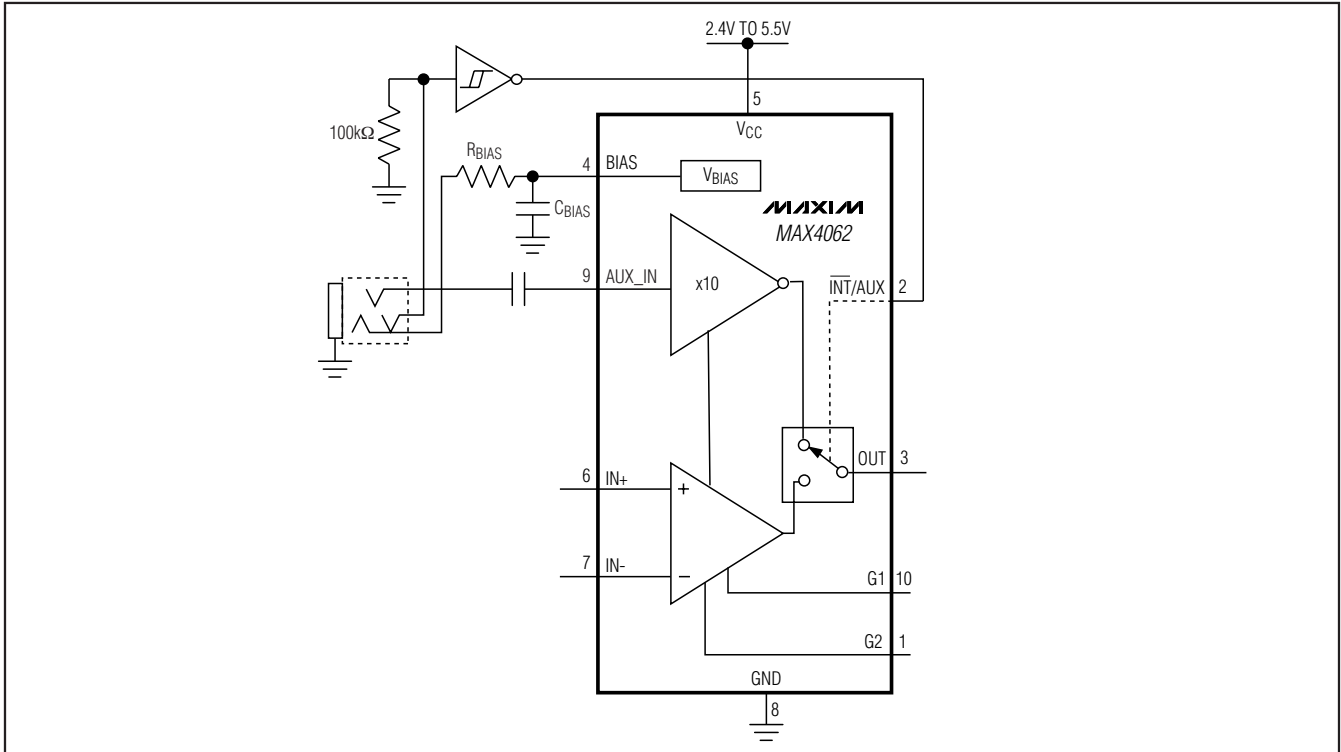 2.4V TO 5.5V
5
VCC
100kΩ
RBIAS
4 BIAS
VBIAS
CBIAS
MAXIM
MAX4062
9 AUX_IN
x10
INT/AUX 2
6 IN+
+
OUT 3
7 IN-
−
G1 10
G2 1
GND
8